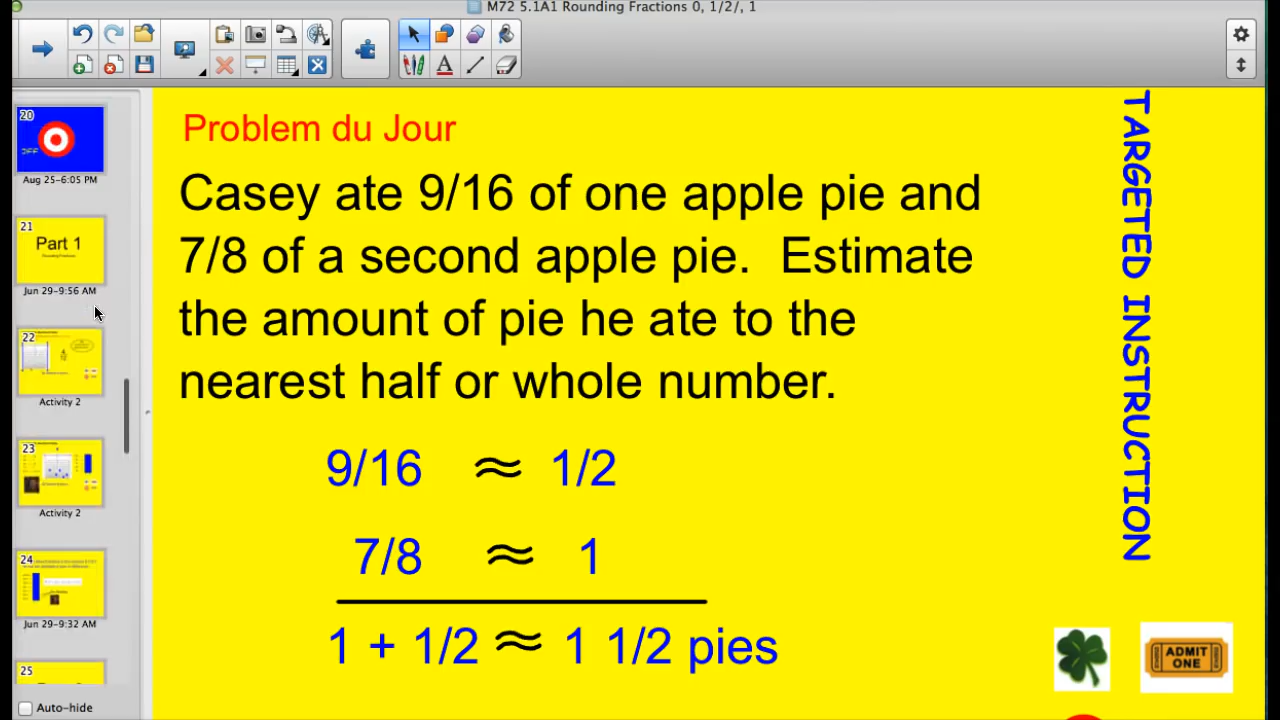 M72 5.1A1 Rounding Fractions 0, 1/2/, 1
20
OFF
Aug 25-6:05 PM
21
Part 1
Rounding Fractions
Jun 29-9:56 AM
22
Activity 2
23
Activity 2
24
Jun 29-9:32 AM
25
Auto-hide
Problem du Jour
Casey ate 9/16 of one apple pie and
7/8 of a second apple pie.  Estimate
the amount of pie he ate to the
nearest half or whole number.
9/16 ≈ 1/2
7/8 ≈ 1
1 + 1/2 ≈ 1 1/2 pies
TARGETED INSTRUCTION
ADMIT
ONE